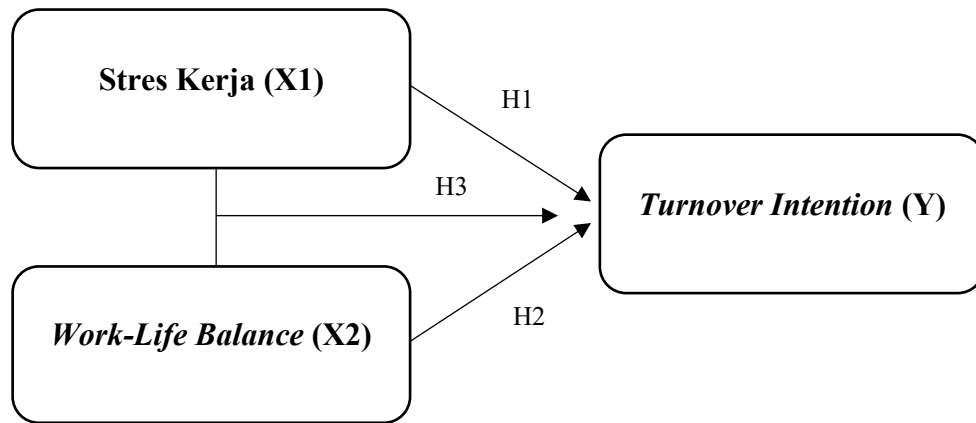 Stres Kerja (X1)
H1
H3
Turnover Intention (Y)
Work-Life Balance (X2)
H2